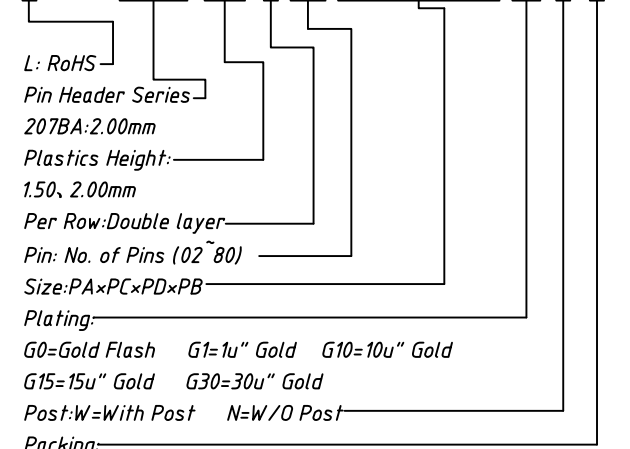 L: RoHS
Pin Header Series
207BA:2.00mm
Plastics Height:
1.50、2.00mm
Per Row:Double layer
Pin: No. of Pins (02~80)
Size:PA×PC×PD×PB
Plating:
G0=Gold Flash G1=1u" Gold G10=10u" Gold
G15=15u" Gold G30=30u" Gold
Post:W=With Post N=W/O Post
Packing: